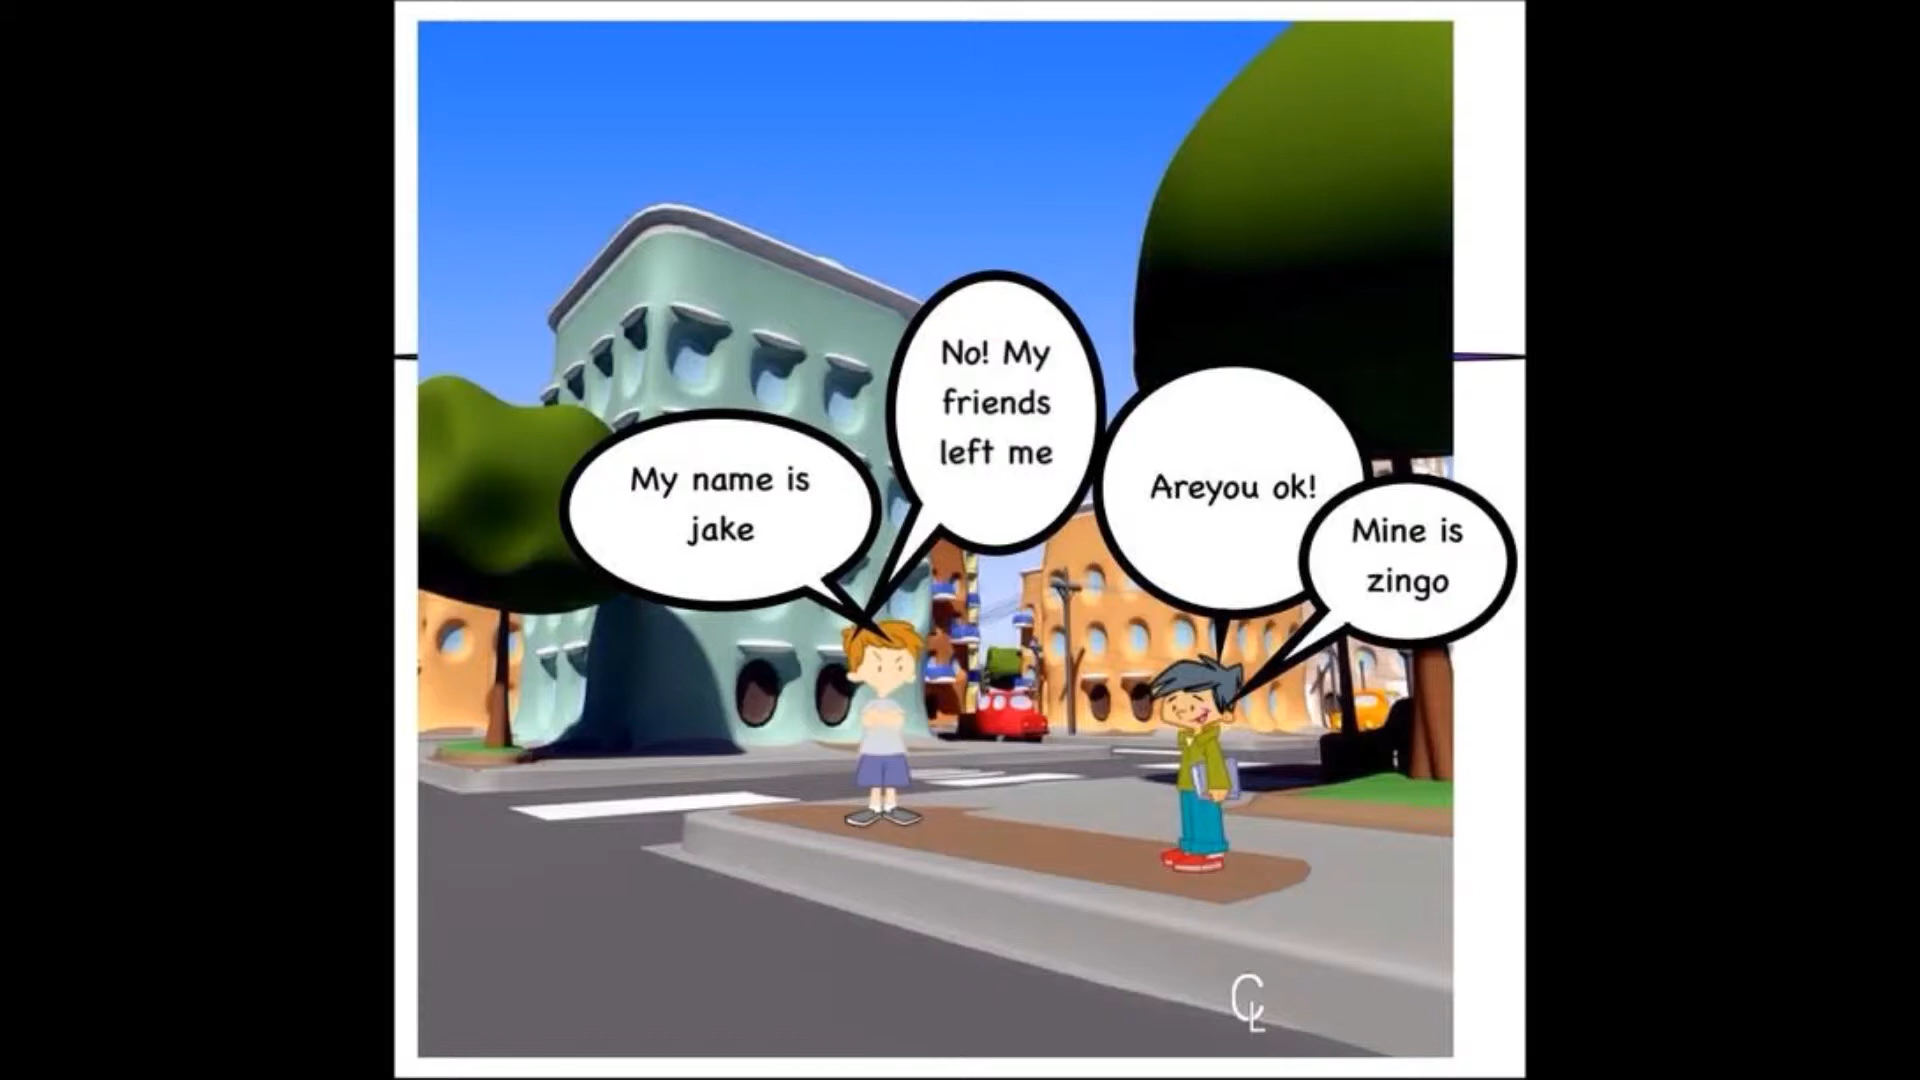 My name is
jake
No! My
friends
left me
Areyou ok!
Mine is
zingo
CL